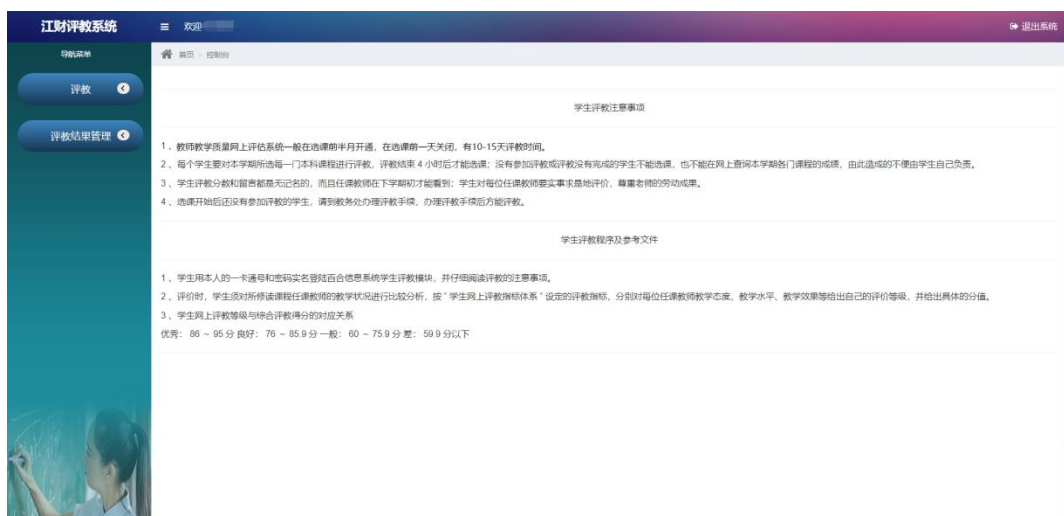 江财评教系统
欢迎
退出系统
导航菜单
首页 > 控制台
评教
评教结果管理
学生评教注意事项
1、教师教学质量网上评估系统一般在选课前半月开通，在选课前一天关闭，有10-15天评教时间。
2、每个学生要对本学期所选每一门本科课程进行评教，评教结束 4 小时后才能选课；没有参加评教或评教没有完成的学生不能选课，也不能在网上查询本学期各门课程的成绩，由此造成的不便由学生自己负责。
3、学生评教分数和留言都是无记名的，而且任课教师在下学期初才能看到；学生对每位任课教师要实事求是地评价，尊重老师的劳动成果。
4、选课开始后还没有参加评教的学生，请到教务处办理评教手续，办理评教手续后方能评教。
学生评教程序及参考文件
1、学生用本人的一卡通号和密码实名登陆百合信息系统学生评教模块，并仔细阅读评教的注意事项。
2、评价时，学生须对所修读课程任课教师的教学状况进行比较分析，按 " 学生网上评教指标体系 " 设定的评教指标，分别对每位任课教师教学态度、教学水平、教学效果等给出自己的评价等级，并给出具体的分值。
3、学生网上评教等级与综合评教得分的对应关系
优秀： 86 ~ 95 分 良好： 76 ~ 85.9 分 一般： 60 ~ 75.9 分 差： 59.9 分以下